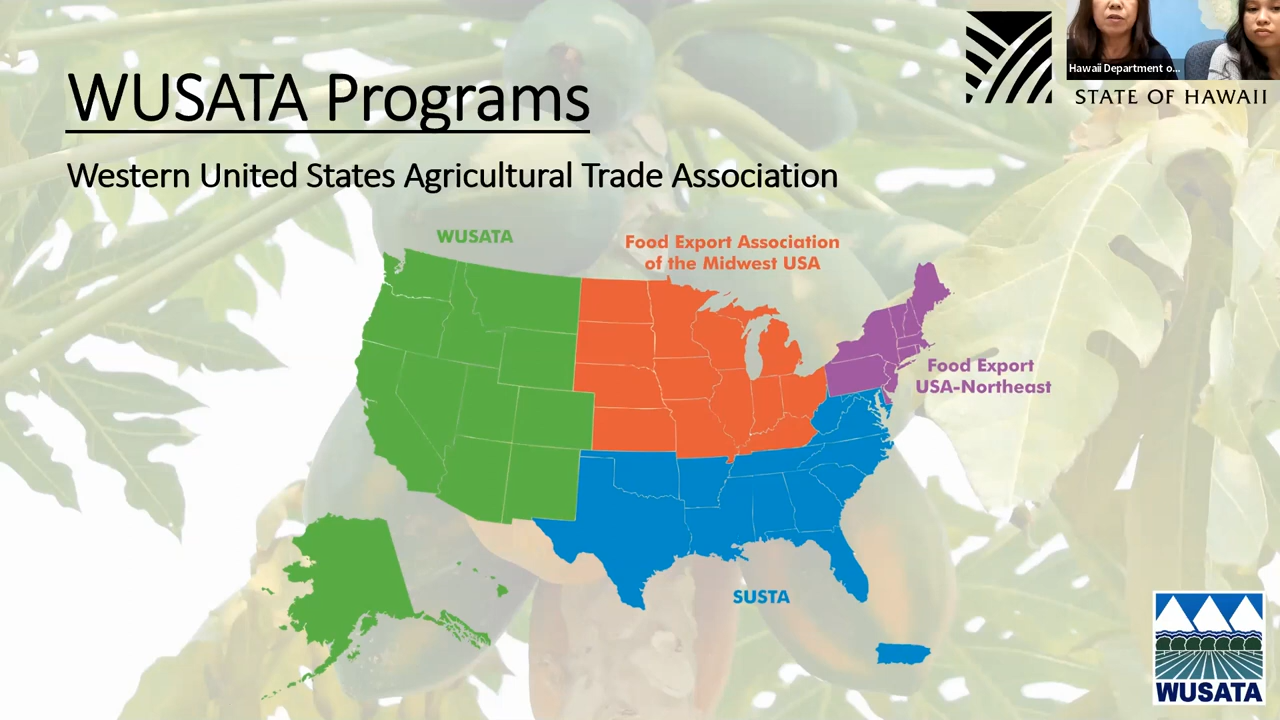 WUSATA Programs
Western United States Agricultural Trade Association
Hawaii Department o...
STATE OF HAWAII
WUSATA
Food Export Association
of the Midwest USA
Food Export
USA-Northeast
SUSTA
WUSATA